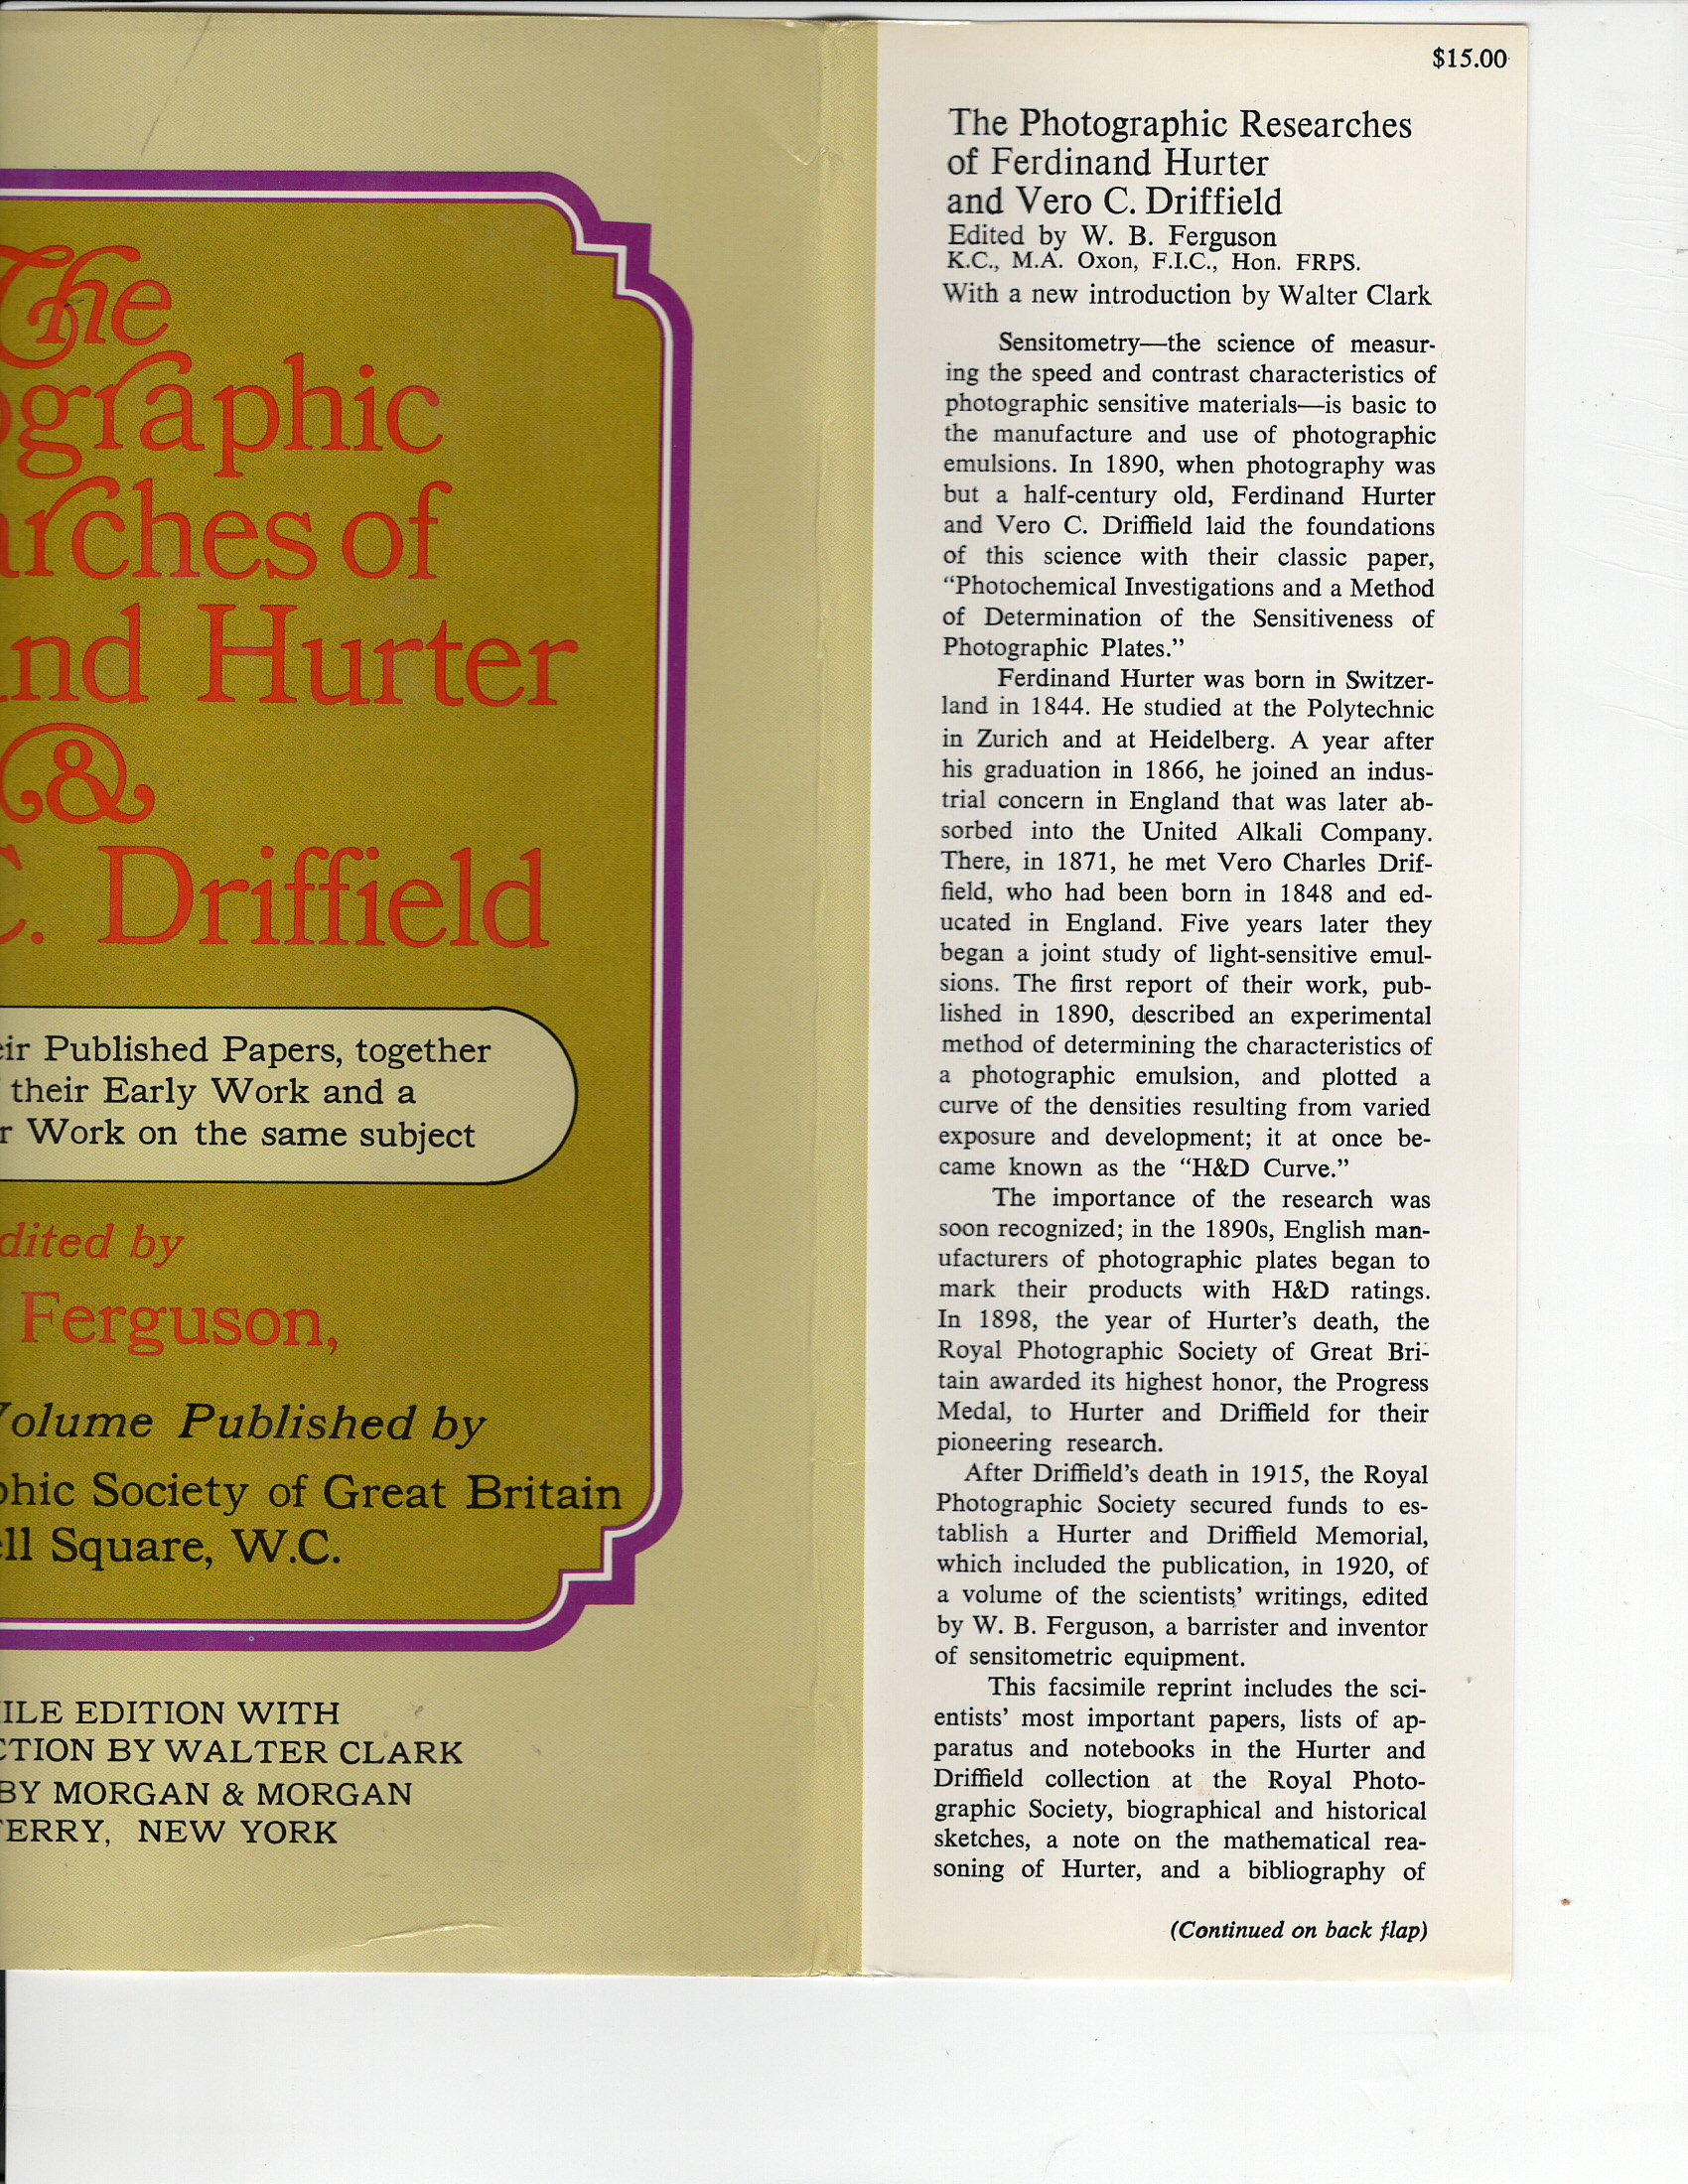 The
ographic
arches of
and Hurter
&
C. Driffield
eir Published Papers, together
their Early Work and a
r Work on the same subject
dited by
Ferguson,
Volume Published by
phic Society of Great Britain
ell Square, W.C.
ILE EDITION WITH
CTION BY WALTER CLARK
BY MORGAN & MORGAN
FERRY, NEW YORK
$15.00
The Photographic Researches
of Ferdinand Hurter
and Vero C. Driffield
Edited by W. B. Ferguson
K.C., M.A. Oxon, F.I.C., Hon. FRPS.
With a new introduction by Walter Clark
Sensitometry—the science of measur-
ing the speed and contrast characteristics of
photographic sensitive materials—is basic to
the manufacture and use of photographic
emulsions. In 1890, when photography was
but a half-century old, Ferdinand Hurter
and Vero C. Driffield laid the foundations
of this science with their classic paper,
“Photochemical Investigations and a Method
of Determination of the Sensitiveness of
Photographic Plates.”
Ferdinand Hurter was born in Switzer-
land in 1844. He studied at the Polytechnic
in Zurich and at Heidelberg. A year after
his graduation in 1866, he joined an indus-
trial concern in England that was later ab-
sorbed into the United Alkali Company.
There, in 1871, he met Vero Charles Drif-
field, who had been born in 1848 and ed-
ucated in England. Five years later they
began a joint study of light-sensitive emul-
sions. The first report of their work, pub-
lished in 1890, described an experimental
method of determining the characteristics of
a photographic emulsion, and plotted a
curve of the densities resulting from varied
exposure and development; it at once be-
came known as the “H&D Curve.”
The importance of the research was
soon recognized; in the 1890s, English man-
ufacturers of photographic plates began to
mark their products with H&D ratings.
In 1898, the year of Hurter’s death, the
Royal Photographic Society of Great Bri-
tain awarded its highest honor, the Progress
Medal, to Hurter and Driffield for their
pioneering research.
After Driffield’s death in 1915, the Royal
Photographic Society secured funds to es-
tablish a Hurter and Driffield Memorial,
which included the publication, in 1920, of
a volume of the scientists’ writings, edited
by W. B. Ferguson, a barrister and inventor
of sensitometric equipment.
This facsimile reprint includes the sci-
entists’ most important papers, lists of ap-
paratus and notebooks in the Hurter and
Driffield collection at the Royal Photo-
graphic Society, biographical and historical
sketches, a note on the mathematical rea-
soning of Hurter, and a bibliography of
(Continued on back flap)